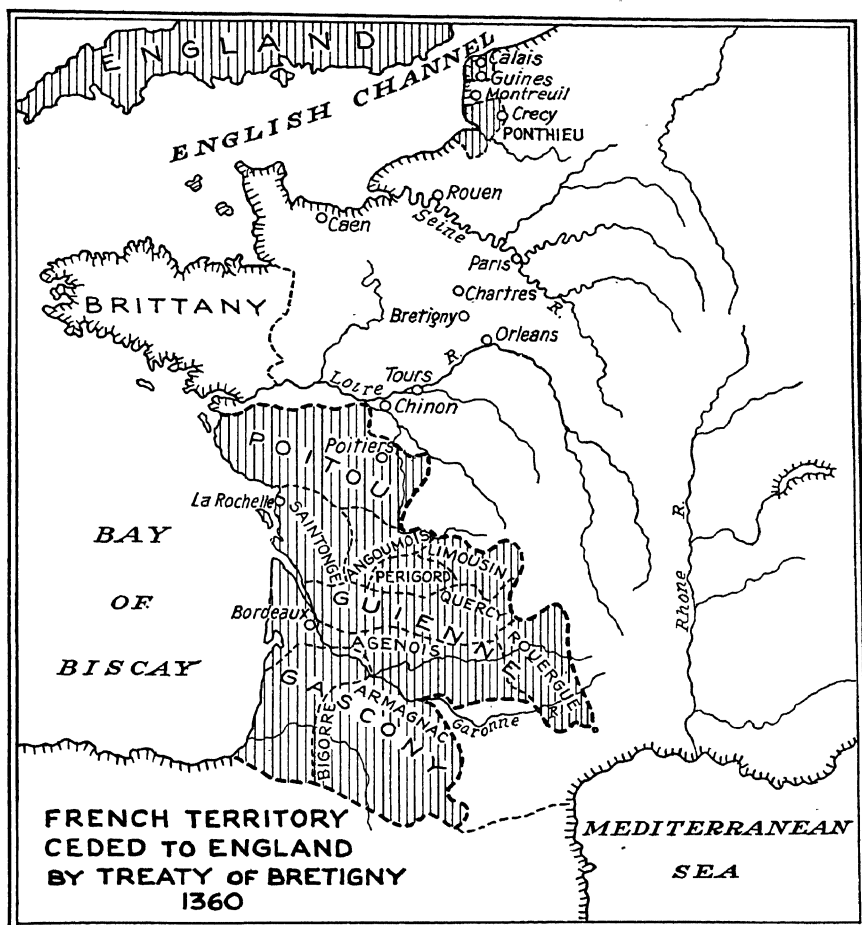 ENGLAND
ENGLISH CHANNEL
Calais
Guines
Montreuil
Crecy
PONTHIEU
Rouen
Seine
Caen
Paris
Chartres
R.
BRITTANY
Bretigny
Orleans
R.
Loire
Tours
Chinon
POITOU
Poitiers
La Rochelle
SAINTONGE
ANGOUMOIS
LIMOUSIN
PERIGORD
BAY
OF
BISCAY
Rhone R.
GUIENNE
QUERCY
Bordeaux
AGENOIS
ROUERGUE
GASCONY
ARMAGNAC
BIGORRE
Garonne
R.
FRENCH TERRITORY
CEDED TO ENGLAND
BY TREATY OF BRETIGNY
1360
MEDITERRANEAN
SEA